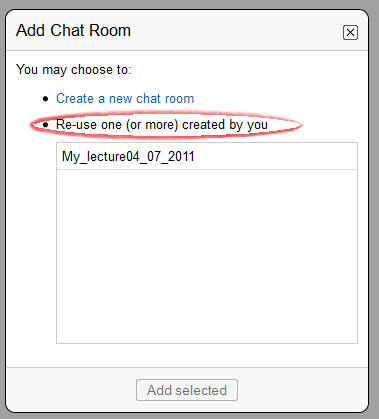 Add Chat Room
You may choose to:
Create a new chat room
Re-use one (or more) created by you
My_lecture04_07_2011
Add selected